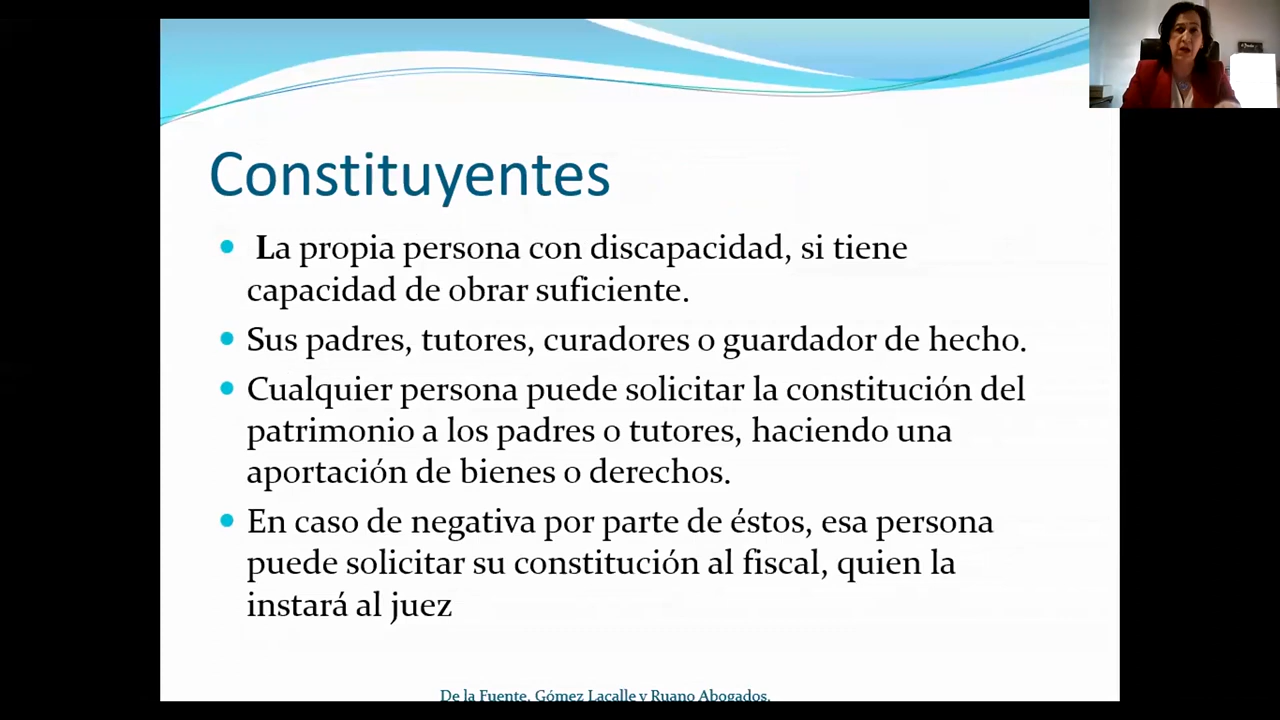 Constituyentes
La propia persona con discapacidad, si tiene
capacidad de obrar suficiente.
Sus padres, tutores, curadores o guardador de hecho.
Cualquier persona puede solicitar la constitución del
patrimonio a los padres o tutores, haciendo una
aportación de bienes o derechos.
En caso de negativa por parte de éstos, esa persona
puede solicitar su constitución al fiscal, quien la
instará al juez
De la Fuente, Gómez Lacalle y Ruano Abogados.